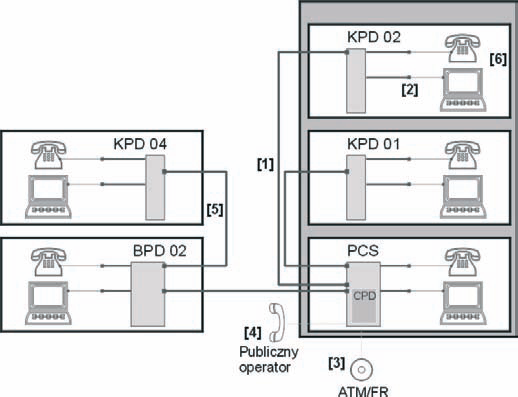 KPD 02
[6]
[2]
KPD 04
[1]
KPD 01
[5]
BPD 02
PCS
CPD
[4]
Publiczny
operator
[3]
ATM/FR